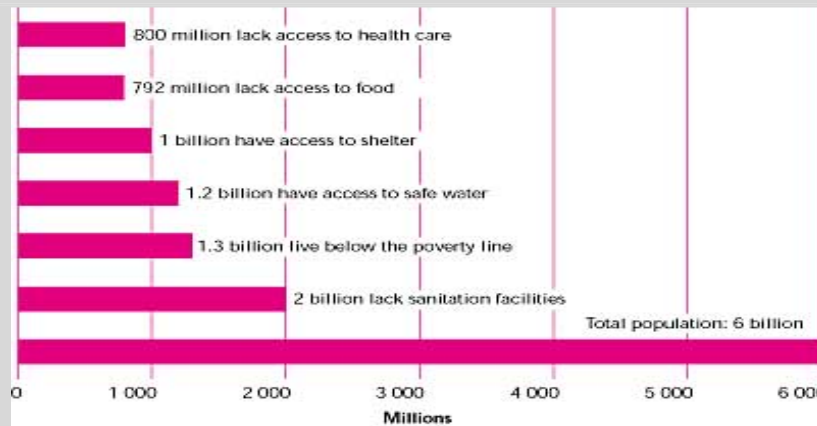 800 million lack access to health care
792 million lack access to food
1 billion have access to shelter
1.2 billion have access to safe water
1.3 billion live below the poverty line
2 billion lack sanitation facilities
Total population: 6 billion
0 1 000 2 000 3 000 4 000 5 000 6 00
Millions